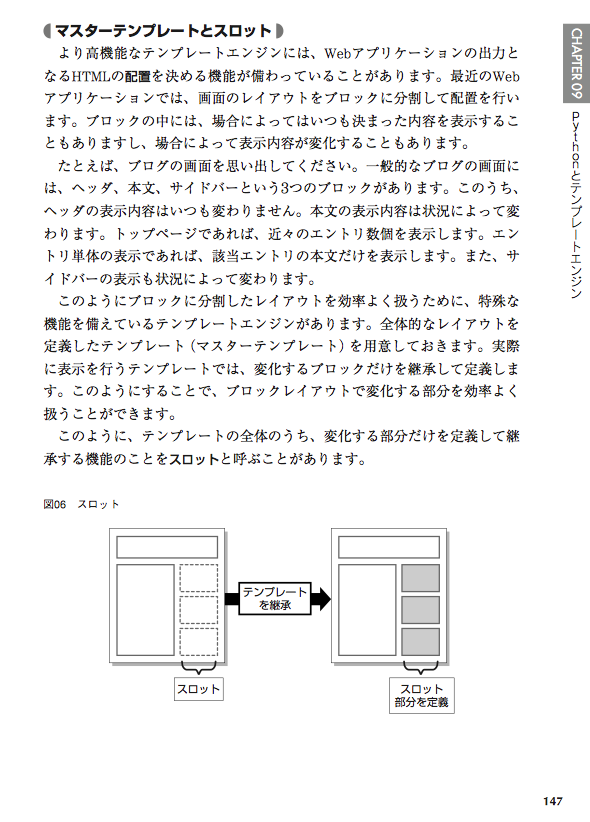 マスターテンプレートとスロット
より高機能なテンプレートエンジンには、Webアプリケーションの出力と
なるHTMLの配置を決める機能が備わっていることがあります。最近のWeb
アプリケーションでは、画面のレイアウトをブロックに分割して配置を行い
ます。ブロックの中には、場合によってはいつも決まった内容を表示するこ
ともありますし、場合によって表示内容が変化することもあります。
たとえば、ブログの画面を思い出してください。一般的なブログの画面に
は、ヘッダ、本文、サイドバーという3つのブロックがあります。このうち、
ヘッダの表示内容はいつも変わりません。本文の表示内容は状況によって変
わります。トップページであれば、近々のエントリ数個を表示します。エン
トリ単体の表示であれば、該当エントリの本文だけを表示します。また、サ
イドバーの表示も状況によって変わります。
このようにブロックに分割したレイアウトを効率よく扱うために、特殊な
機能を備えているテンプレートエンジンがあります。全体的なレイアウトを
定義したテンプレート（マスターテンプレート）を用意しておきます。実際
に表示を行うテンプレートでは、変化するブロックだけを継承して定義しま
す。このようにすることで、ブロックレイアウトで変化する部分を効率よく
扱うことができます。
このように、テンプレートの全体のうち、変化する部分だけを定義して継
承する機能のことをスロットと呼ぶことがあります。
図06　スロット
テンプレート
を継承
スロット
スロット
部分を定義
CHAPTER 09
Pythonとテンプレートエンジン
147